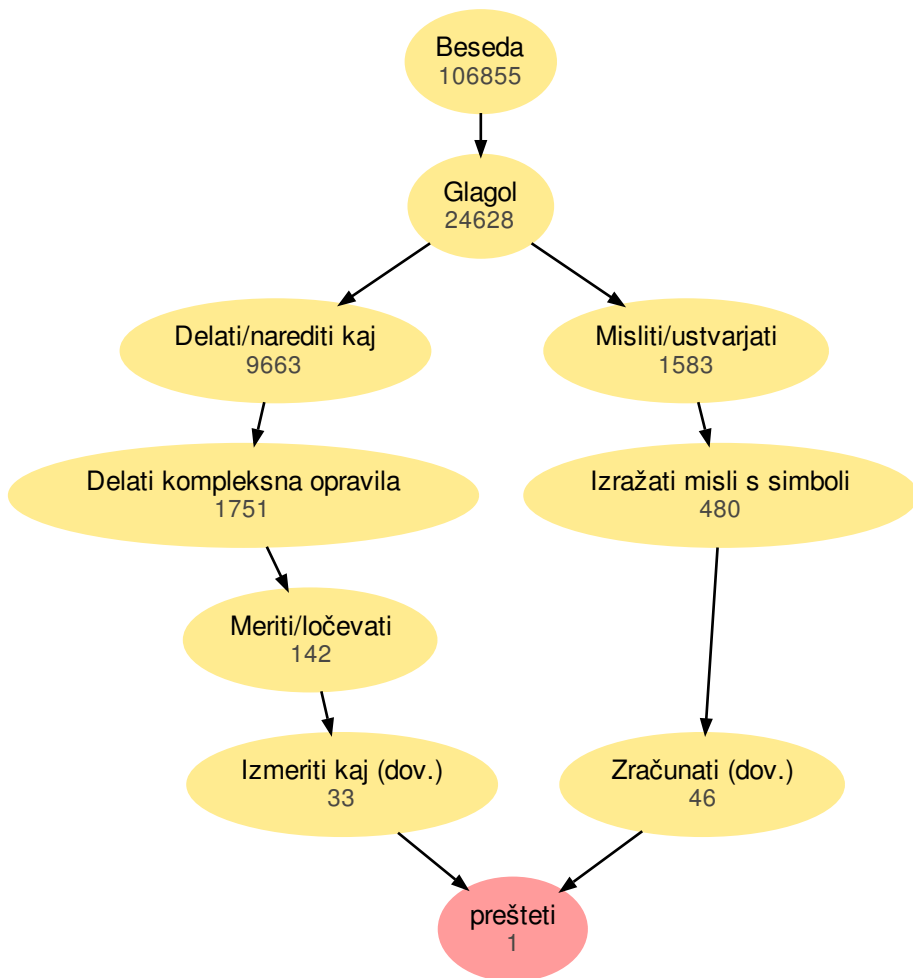 Beseda
106855
Glagol
24628
Delati/narediti kaj
9663
Misliti/ustvarjati
1583
Delati kompleksna opravila
1751
Izražati misli s simboli
480
Meriti/ločevati
142
Izmeriti kaj (dov.)
33
Zračunati (dov.)
46
prešteti
1